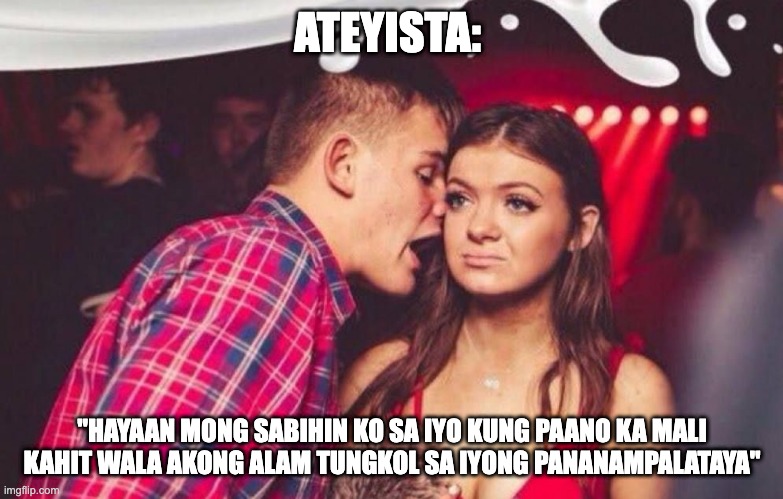 ATEYISTA:
"HAYAAN MONG SABIHIN KO SA IYO KUNG PAANO KA MALI
KAHIT WALA AKONG ALAM TUNGKOL SA IYONG PANANAMPALATAYA"
imgflip.com